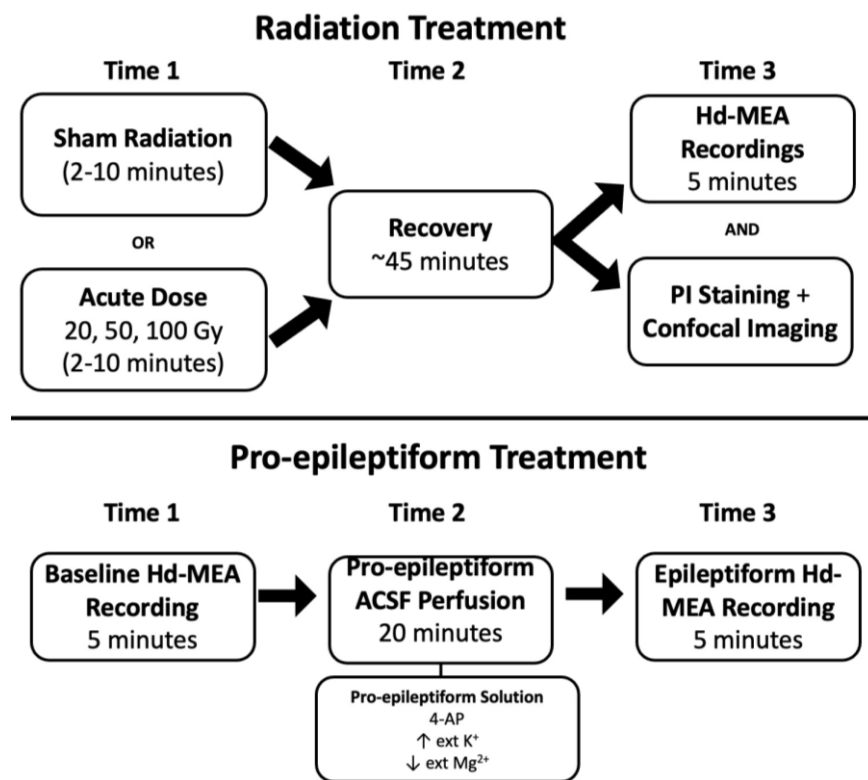 Radiation Treatment
Time 1
Time 2
Time 3
Sham Radiation
(2-10 minutes)
OR
Acute Dose
20, 50, 100 Gy
(2-10 minutes)
Recovery
~45 minutes
Hd-MEA
Recordings
5 minutes
AND
PI Staining +
Confocal Imaging
Pro-epileptiform Treatment
Time 1
Time 2
Time 3
Baseline Hd-MEA
Recording
5 minutes
Pro-epileptiform
ACSF Perfusion
20 minutes
Pro-epileptiform Solution
4-AP
↑ ext K⁺
↓ ext Mg²⁺
Epileptiform Hd-
MEA Recording
5 minutes